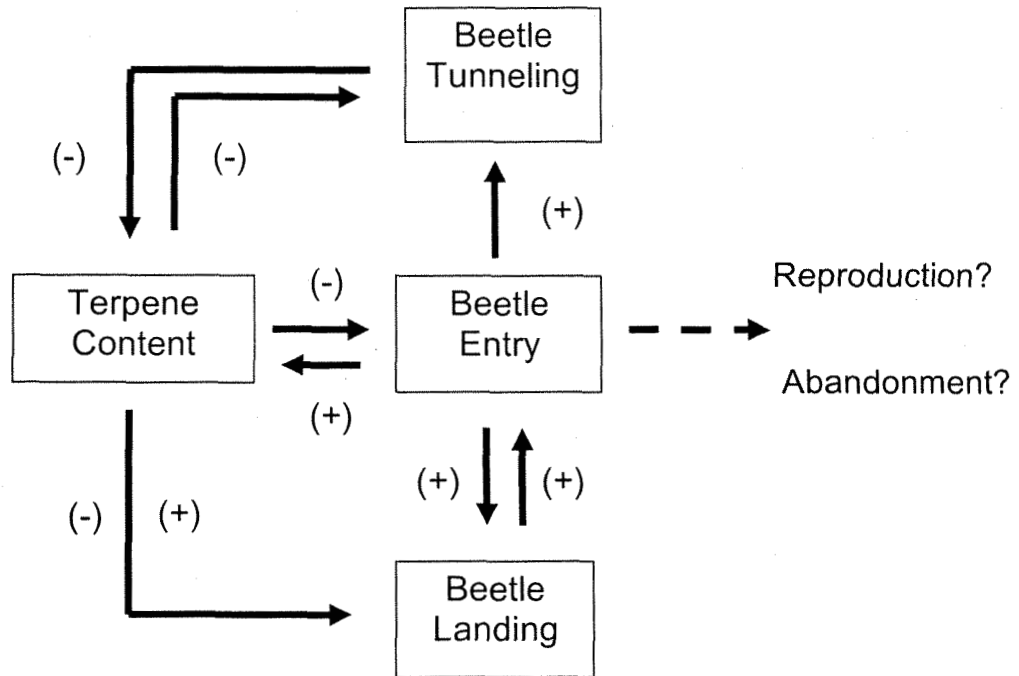 Beetle
Tunneling
(-)
(-)
(+)
Terpene
Content
(-)
(+)
Beetle
Entry
Reproduction?
Abandonment?
(-)
(+)
(+)
(+)
Beetle
Landing